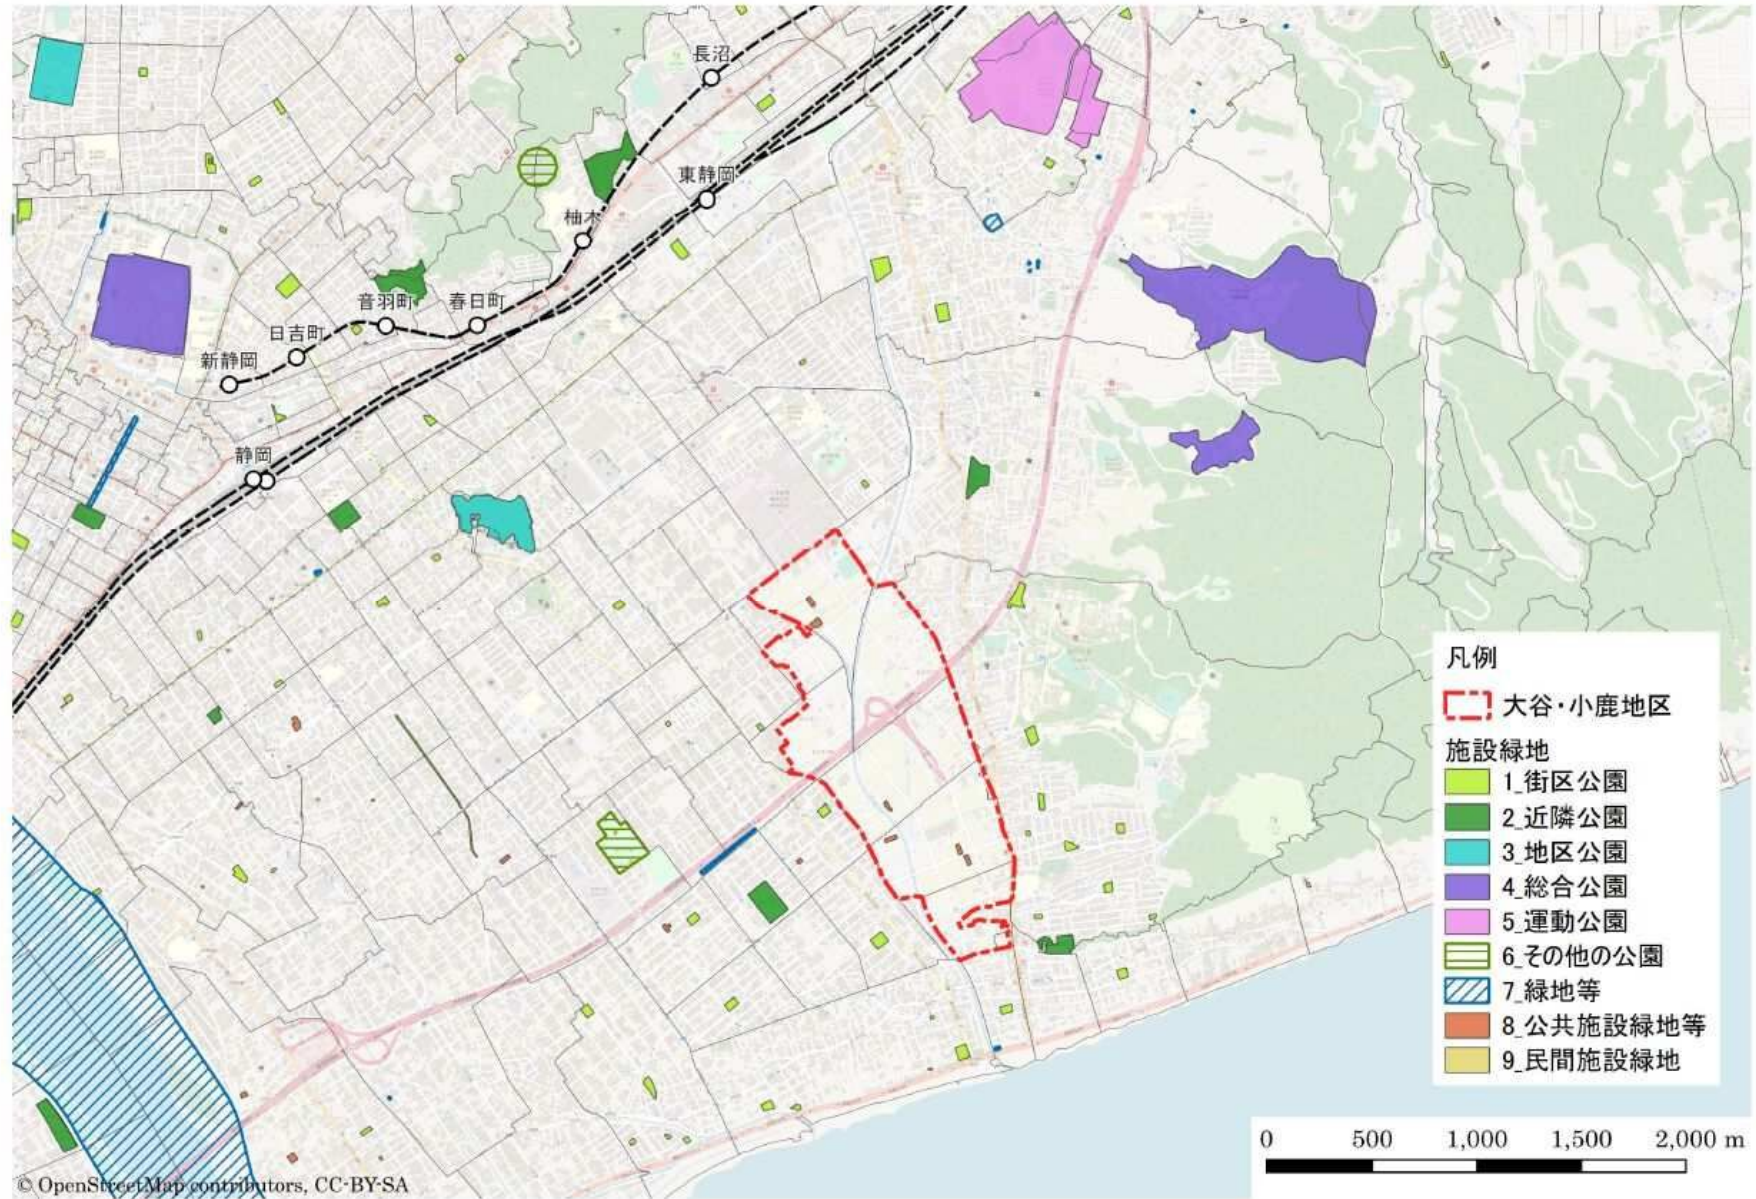 長沼
東静岡
柚木
音羽町
春日町
日吉町
新静岡
静岡
凡例
大谷・小鹿地区
施設緑地
1_街区公園
2_近隣公園
3_地区公園
4_総合公園
5_運動公園
6_その他の公園
7_緑地等
8_公共施設緑地等
9_民間施設緑地
0 500 1,000 1,500 2,000 m
© OpenStreetMap contributors, CC-BY-SA